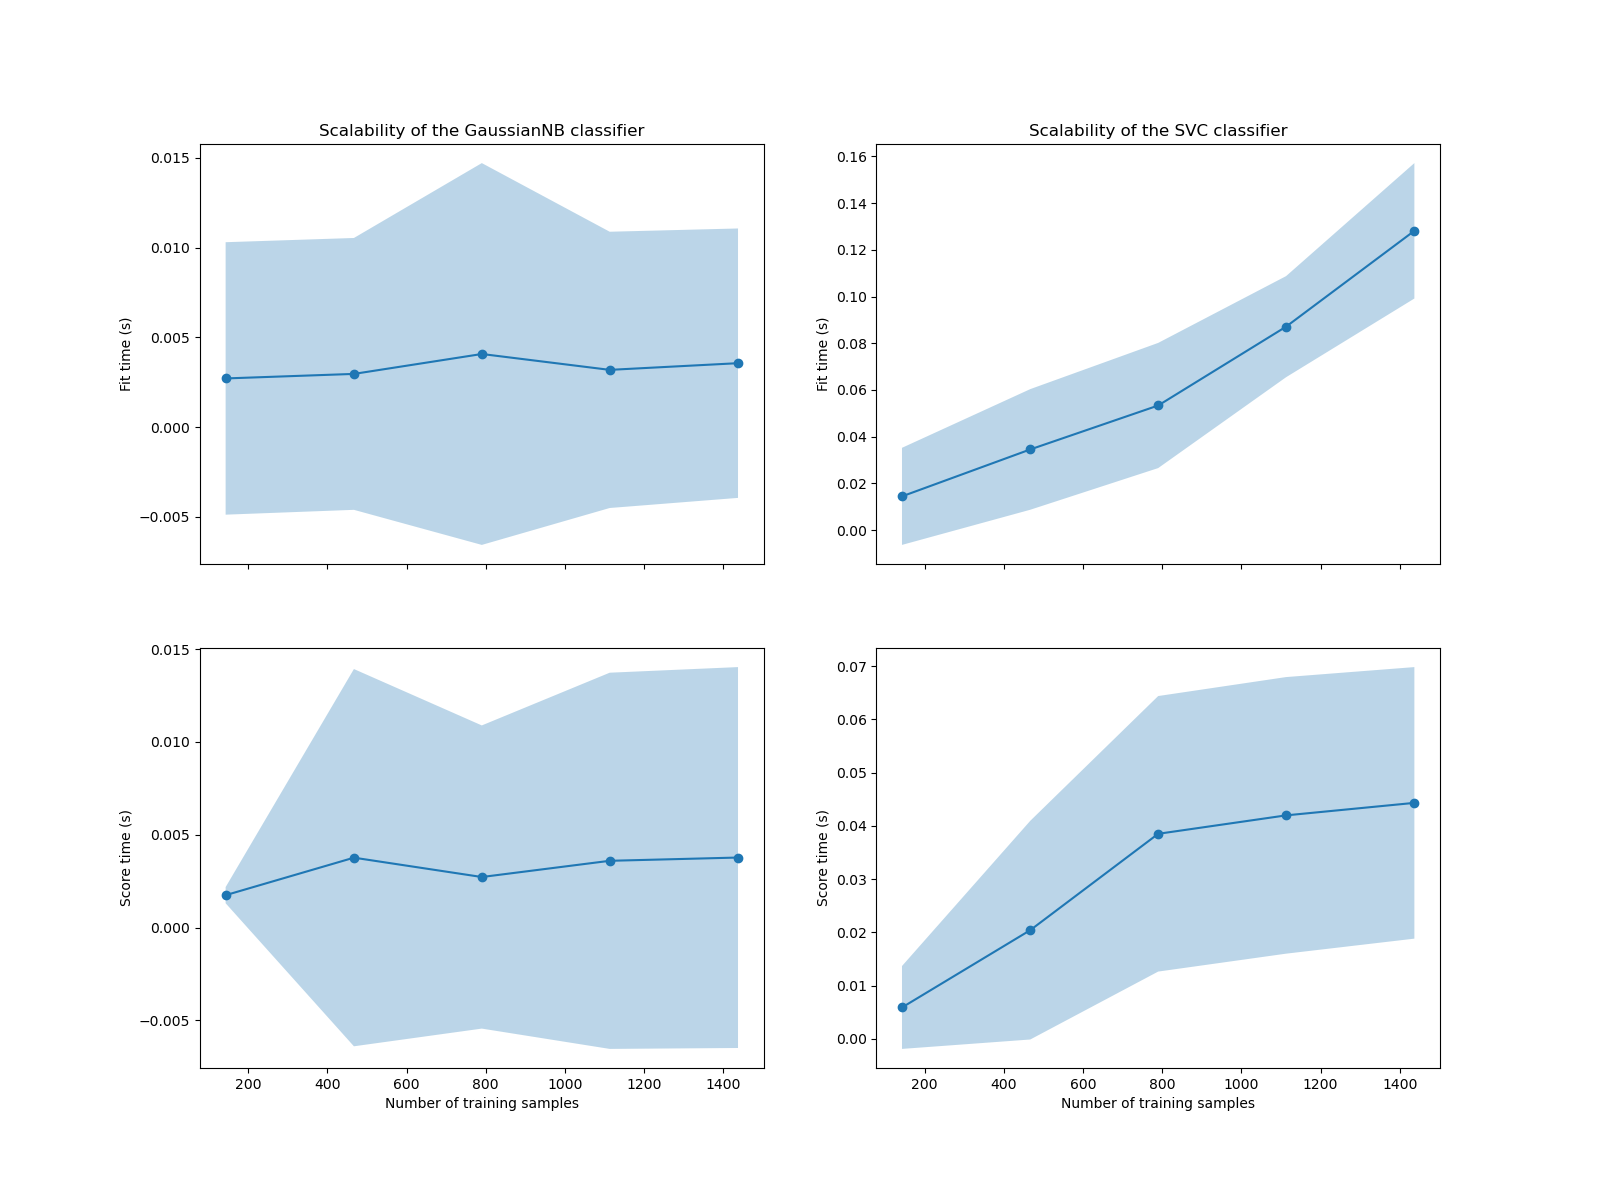 Scalability of the GaussianNB classifier
0.015
0.010
0.005
0.000
−0.005
Fit time (s)
Scalability of the SVC classifier
0.16
0.14
0.12
0.10
0.08
0.06
0.04
0.02
0.00
Fit time (s)
0.015
0.010
0.005
0.000
−0.005
Score time (s)
200 400 600 800 1000 1200 1400
Number of training samples
0.07
0.06
0.05
0.04
0.03
0.02
0.01
0.00
Score time (s)
200 400 600 800 1000 1200 1400
Number of training samples